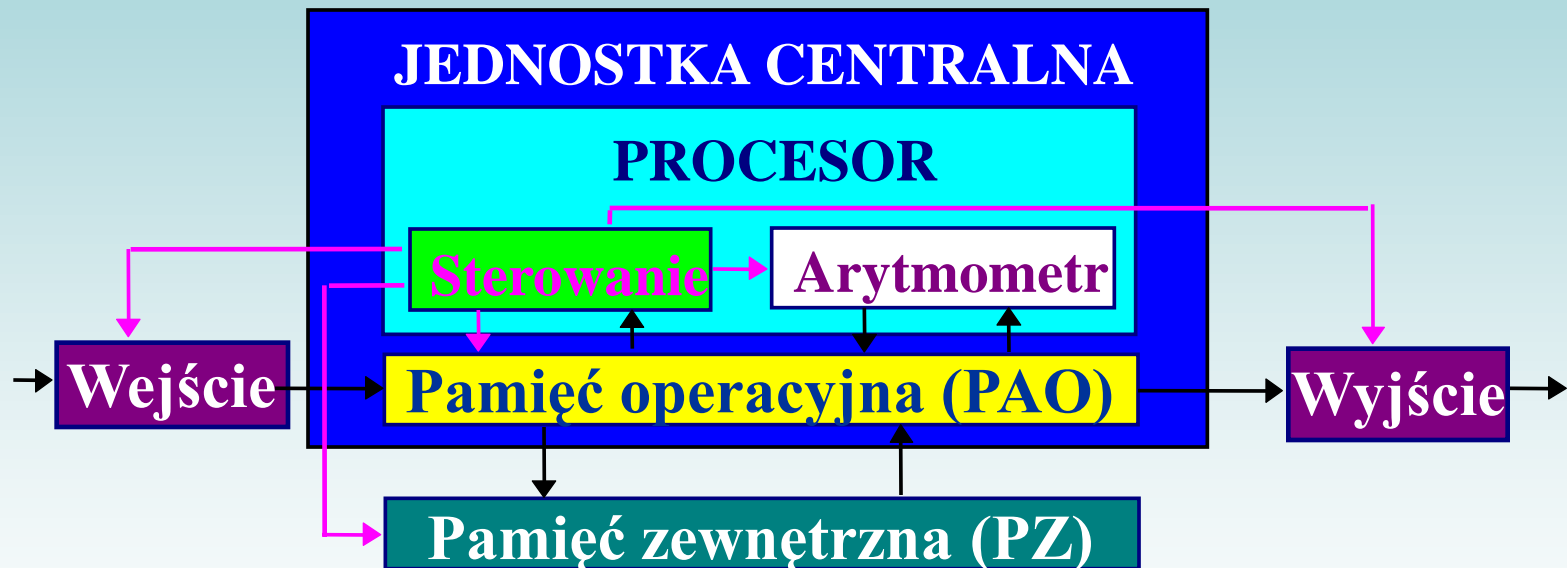 JEDNOSTKA CENTRALNA
PROCESOR
Sterowanie
Arytmometr
Wejście
Pamięć operacyjna (PAO)
Wyjście
Pamięć zewnętrzna (PZ)